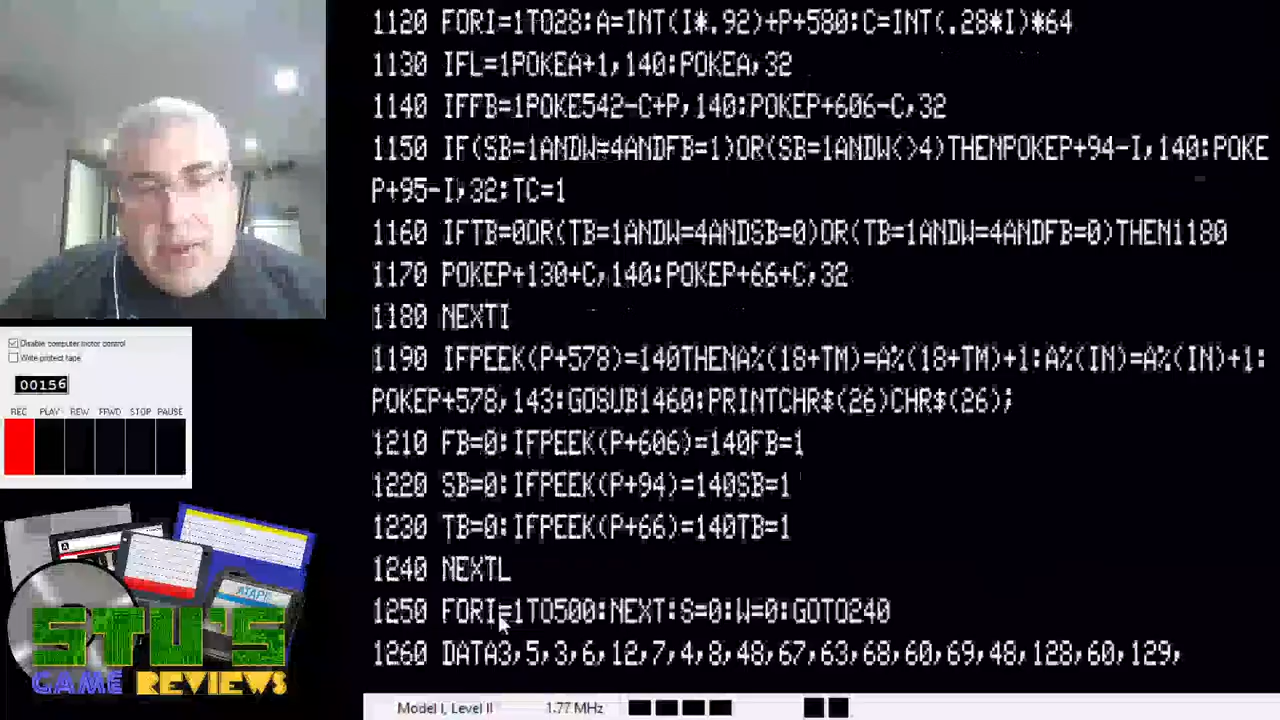 1120 FORI=1TO28:A=INT(I*.92)+P+580:C=INT(.28*I)*64
1130 IFL=1POKEA+1,140:POKEA,32
1140 IFFB=1POKE542-C+P,140:POKEP+606-C,32
1150 IF(SB=1ANDW=4ANDFB=1)OR(SB=1ANDW<>4)THENPOKEP+94-I,140:POKE
P+95-I,32:TC=1
1160 IFTB=0OR(TB=1ANDW=4ANDSB=0)OR(TB=1ANDW=4ANDFB=0)THEN1180
1170 POKEP+130+C,140:POKEP+66+C,32
1180 NEXTI
1190 IFPEEK(P+578)=140THENA%(18+TM)=A%(18+TM)+1:A%(IN)=A%(IN)+1:
POKEP+578,143:GOSUB1460:PRINTCHR$(26)CHR$(26);
1210 FB=0:IFPEEK(P+606)=140FB=1
1220 SB=0:IFPEEK(P+94)=140SB=1
1230 TB=0:IFPEEK(P+66)=140TB=1
1240 NEXTL
1250 FORI=1TO500:NEXT:S=0:W=0:GOTO240
1260 DATA3,5,3,6,12,7,4,8,48,67,63,68,60,69,48,128,60,129,
Disable computer motor control
Write protect tape
00156
REC PLAY REW FFWD STOP PAUSE
A
ATARI
STU'S
GAME REVIEWS
Model I, Level II 1.77 MHz